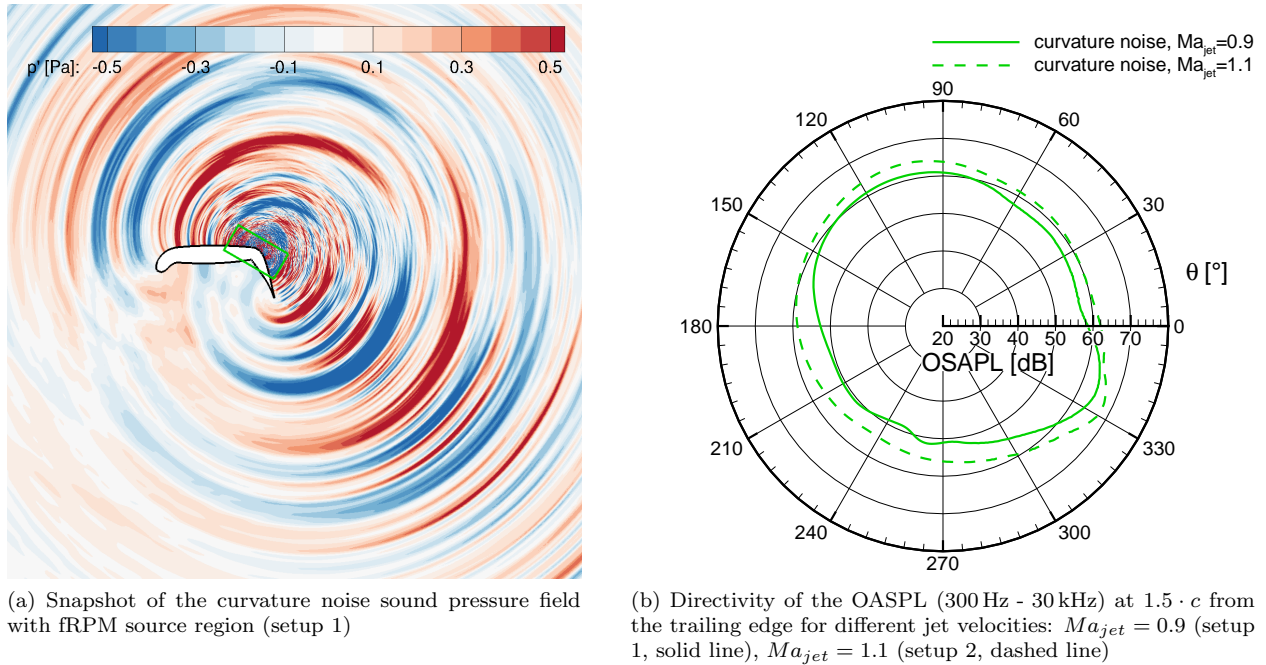 p' [Pa]: -0.5 -0.3 -0.1 0.1 0.3 0.5
(a) Snapshot of the curvature noise sound pressure field
with fRPM source region (setup 1)
curvature noise, Ma_jet=0.9
curvature noise, Ma_jet=1.1
90
120 60
150 30
θ [°]
180 0
20 30 40 50 60 70
OSAPL [dB]
210 330
240 300
270
(b) Directivity of the OASPL (300 Hz - 30 kHz) at 1.5 · c from
the trailing edge for different jet velocities: Ma_jet = 0.9 (setup
1, solid line), Ma_jet = 1.1 (setup 2, dashed line)